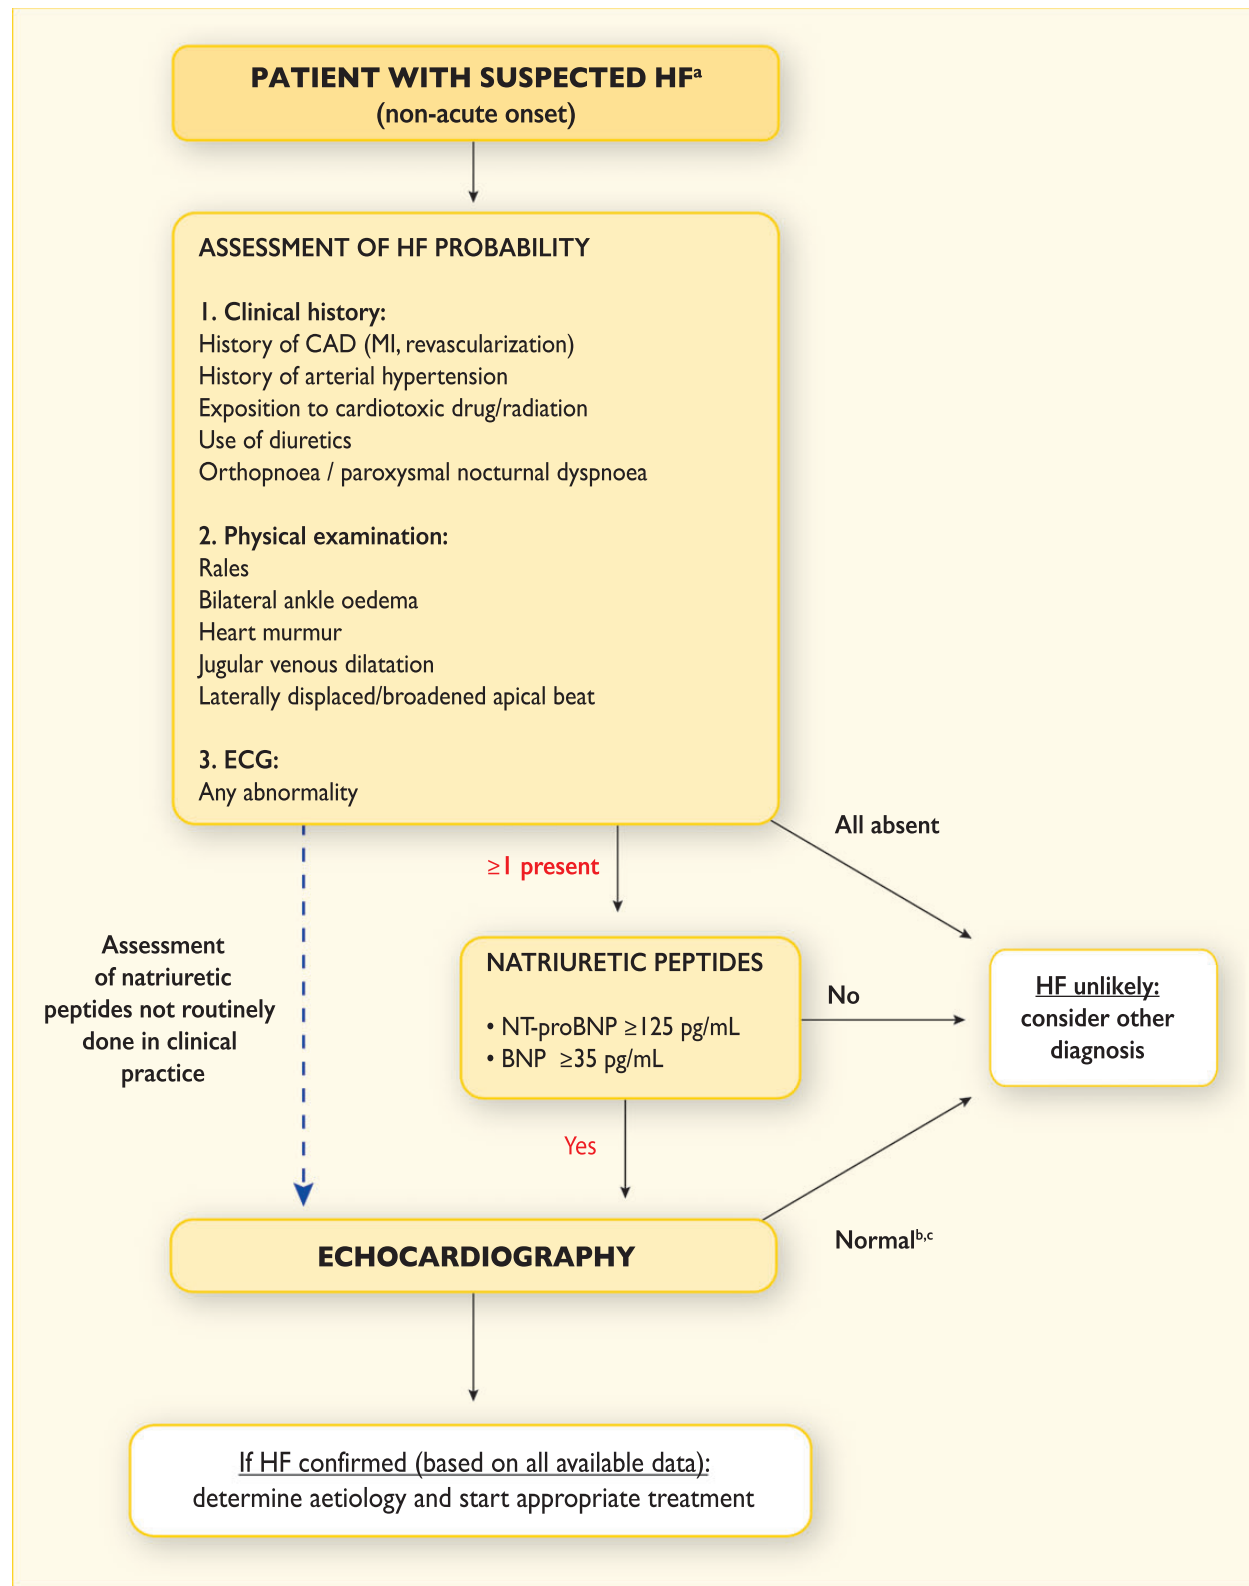 PATIENT WITH SUSPECTED HFᵃ
(non-acute onset)
ASSESSMENT OF HF PROBABILITY
1. Clinical history:
History of CAD (MI, revascularization)
History of arterial hypertension
Exposition to cardiotoxic drug/radiation
Use of diuretics
Orthopnoea / paroxysmal nocturnal dyspnoea
2. Physical examination:
Rales
Bilateral ankle oedema
Heart murmur
Jugular venous dilatation
Laterally displaced/broadened apical beat
3. ECG:
Any abnormality
All absent
≥1 present
Assessment
of natriuretic
peptides not routinely
done in clinical
practice
NATRIURETIC PEPTIDES
• NT-proBNP ≥125 pg/mL
• BNP ≥35 pg/mL
No
HF unlikely:
consider other
diagnosis
Yes
Normalᵇ,ᶜ
ECHOCARDIOGRAPHY
If HF confirmed (based on all available data):
determine aetiology and start appropriate treatment